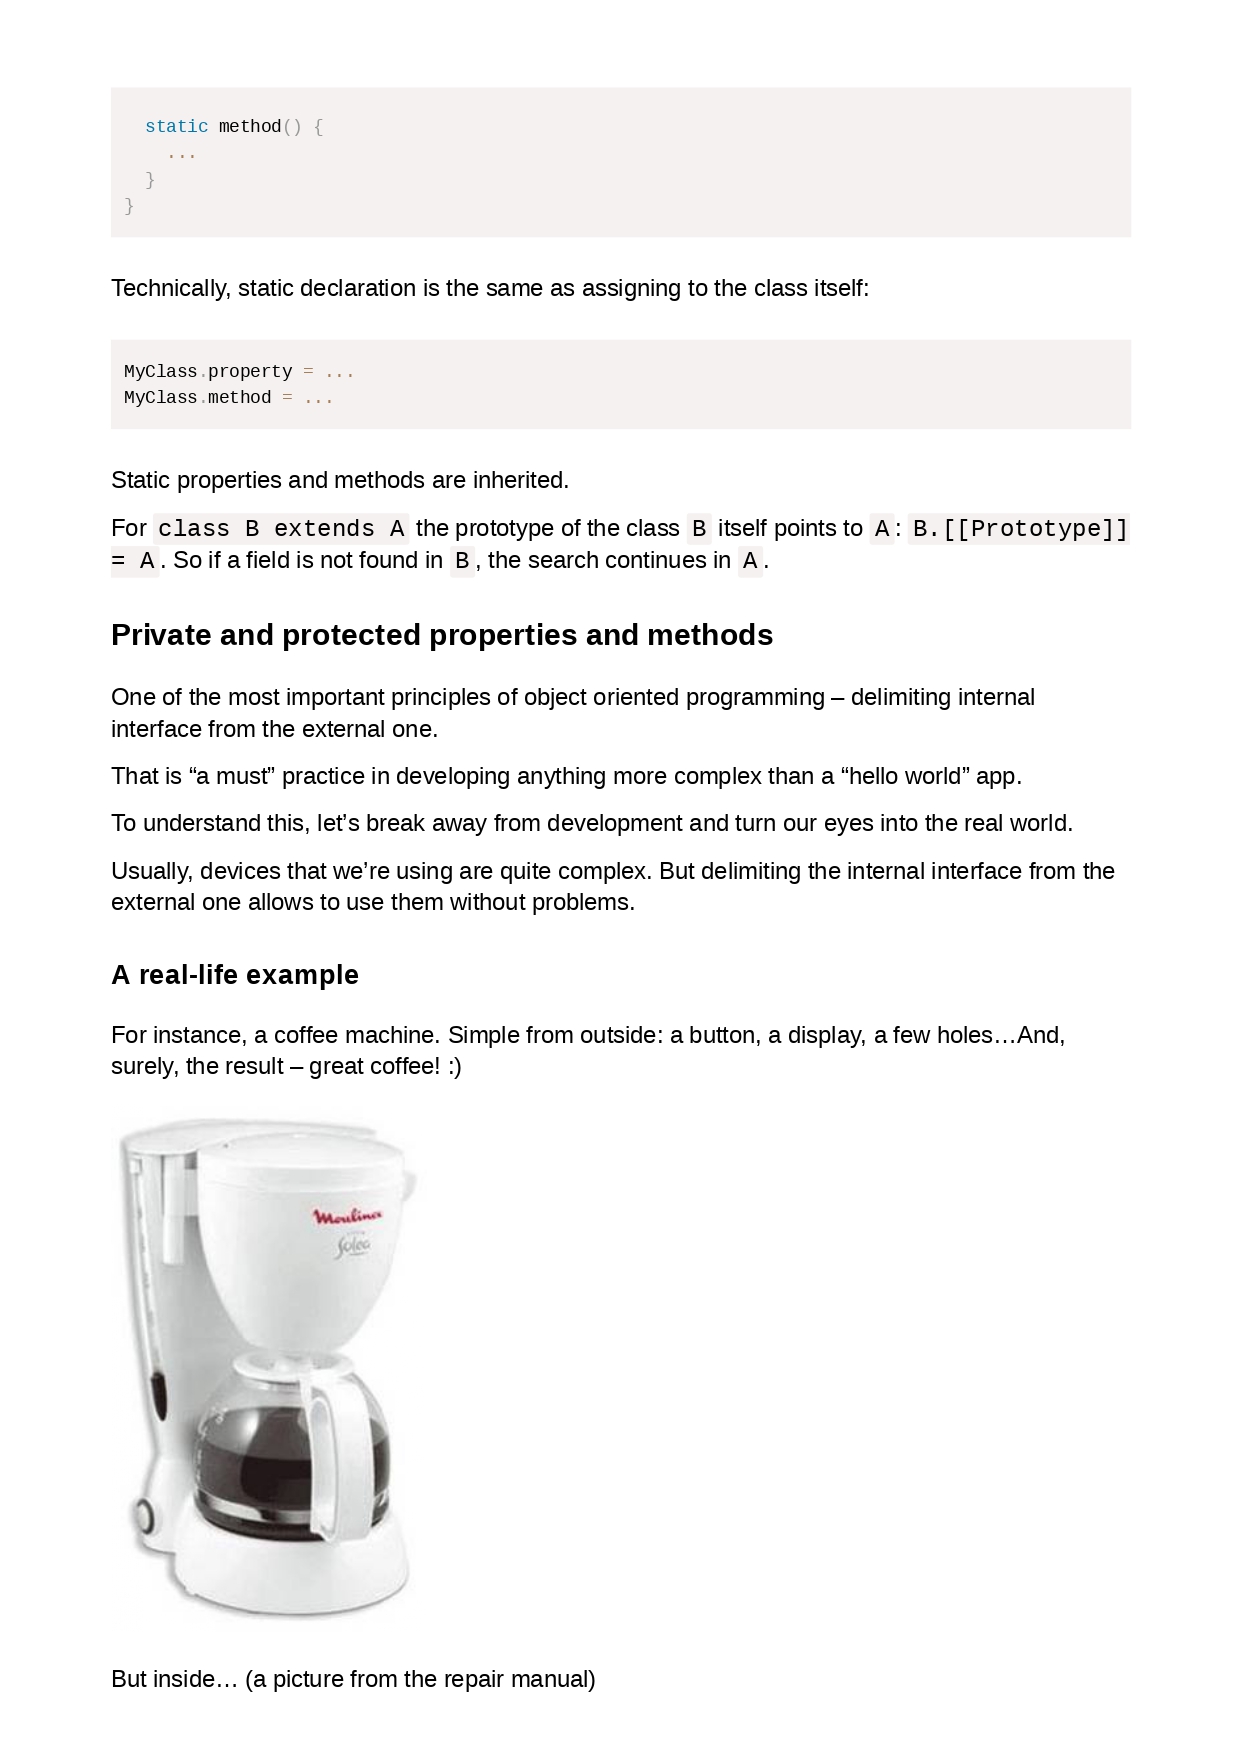 static method() {
...
}
}
Technically, static declaration is the same as assigning to the class itself:
MyClass.property = ...
MyClass.method = ...
Static properties and methods are inherited.
For class B extends A the prototype of the class B itself points to A: B.[[Prototype]]
= A. So if a field is not found in B, the search continues in A.
Private and protected properties and methods
One of the most important principles of object oriented programming – delimiting internal
interface from the external one.
That is “a must” practice in developing anything more complex than a “hello world” app.
To understand this, let’s break away from development and turn our eyes into the real world.
Usually, devices that we’re using are quite complex. But delimiting the internal interface from the
external one allows to use them without problems.
A real-life example
For instance, a coffee machine. Simple from outside: a button, a display, a few holes…And,
surely, the result – great coffee! :)
Moulinex
Solea
But inside… (a picture from the repair manual)